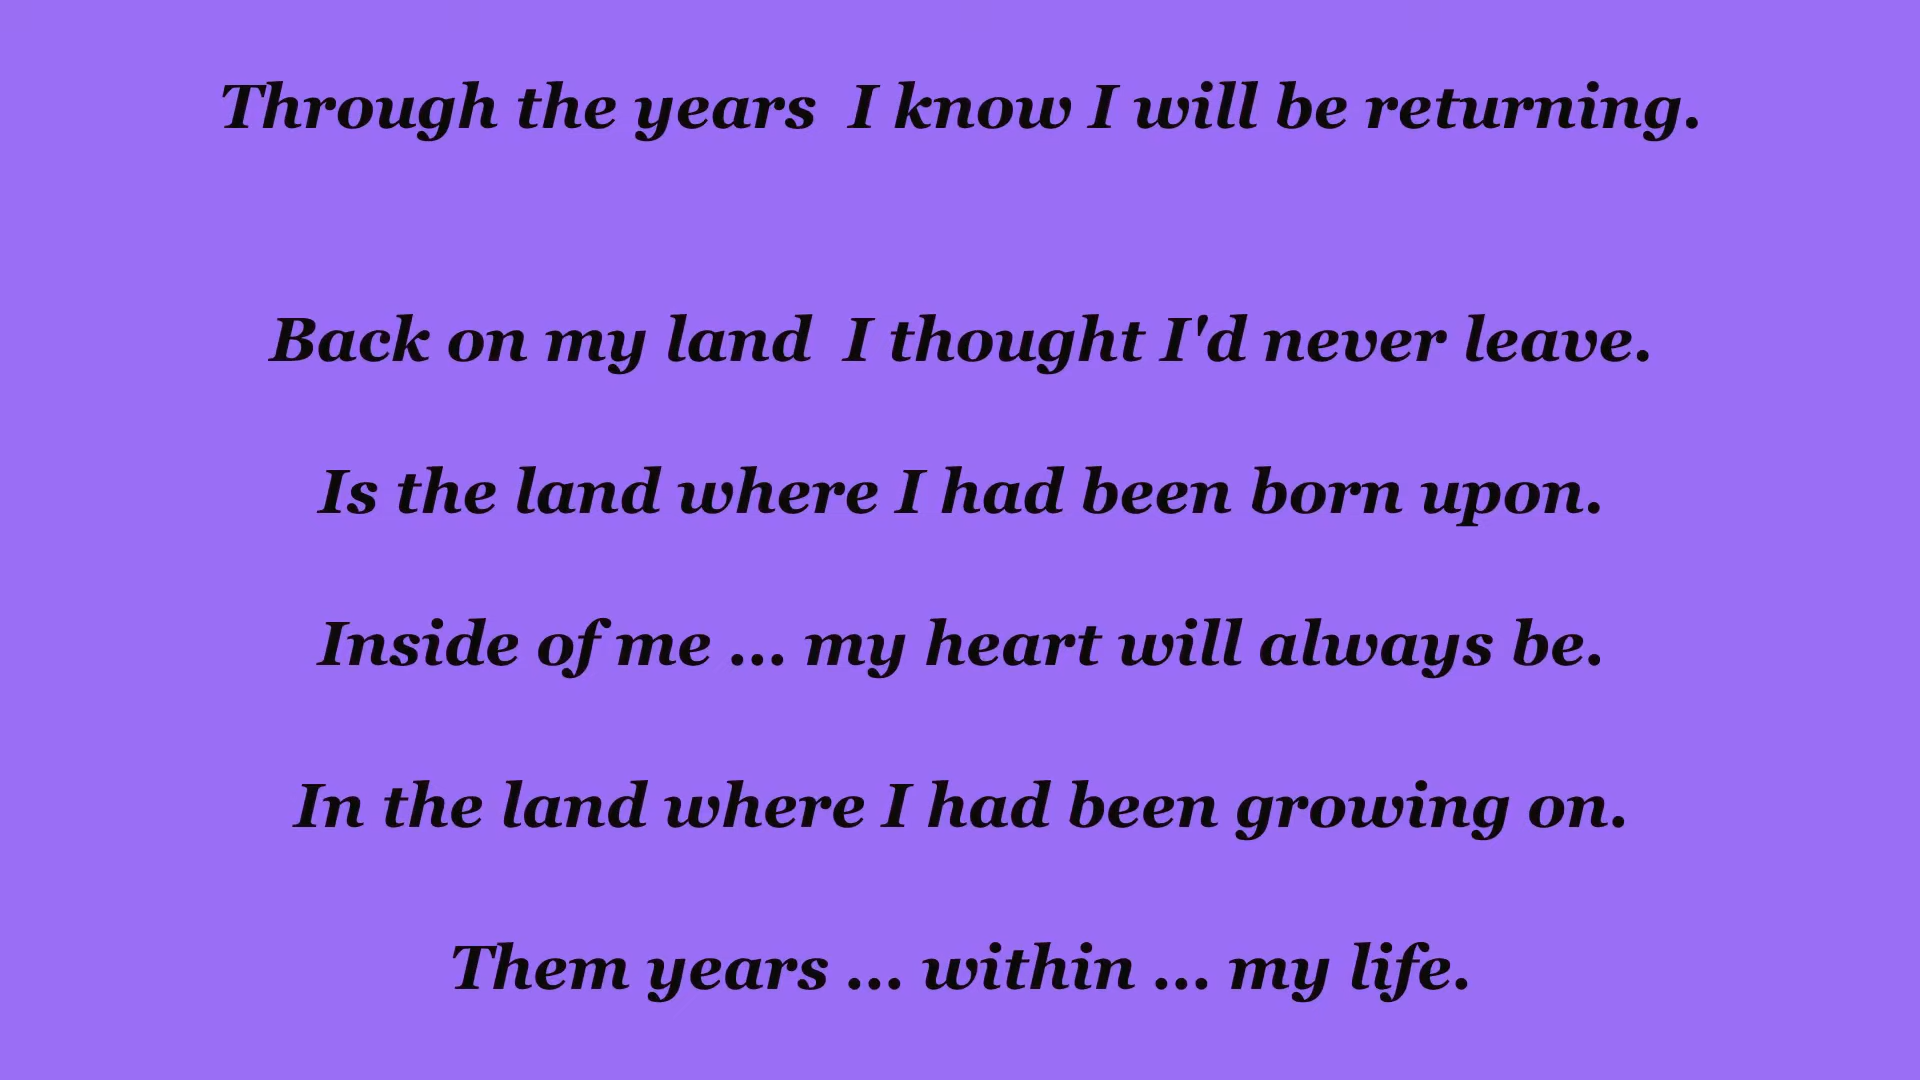 Through the years  I know I will be returning.
Back on my land  I thought I'd never leave.
Is the land where I had been born upon.
Inside of me ... my heart will always be.
In the land where I had been growing on.
Them years ... within ... my life.